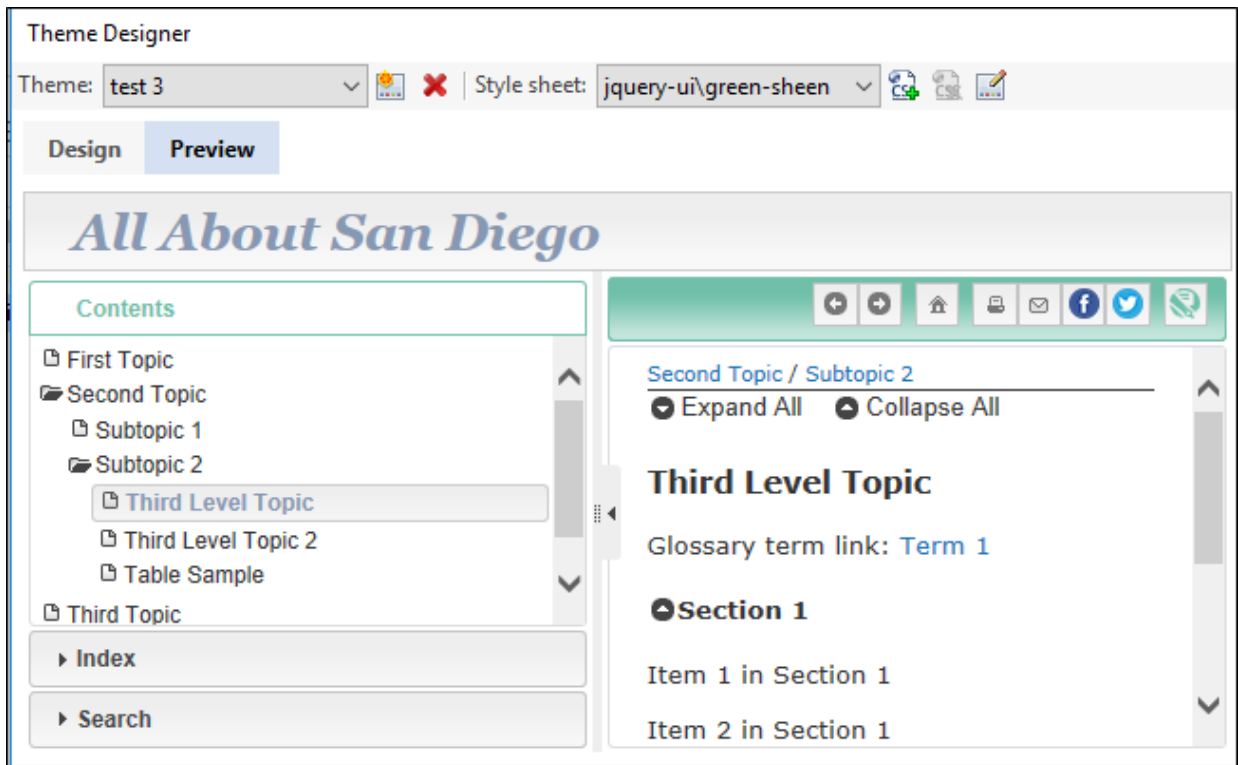 Theme Designer
Theme: test 3 Style sheet: jquery-ui\green-sheen
Design Preview
All About San Diego
Contents
First Topic
Second Topic
Subtopic 1
Subtopic 2
Third Level Topic
Third Level Topic 2
Table Sample
Third Topic
Index
Search
Second Topic / Subtopic 2
Expand All Collapse All
Third Level Topic
Glossary term link: Term 1
Section 1
Item 1 in Section 1
Item 2 in Section 1